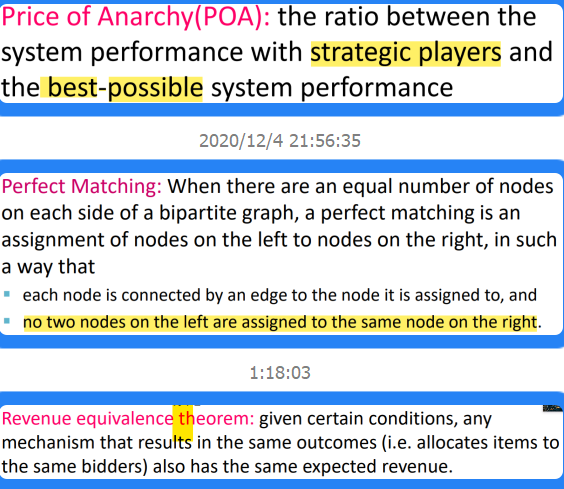 Price of Anarchy(POA): the ratio between the
system performance with strategic players and
the best-possible system performance
2020/12/4 21:56:35
Perfect Matching: When there are an equal number of nodes
on each side of a bipartite graph, a perfect matching is an
assignment of nodes on the left to nodes on the right, in such
a way that
▪ each node is connected by an edge to the node it is assigned to, and
▪ no two nodes on the left are assigned to the same node on the right.
1:18:03
Revenue equivalence theorem: given certain conditions, any
mechanism that results in the same outcomes (i.e. allocates items to
the same bidders) also has the same expected revenue.